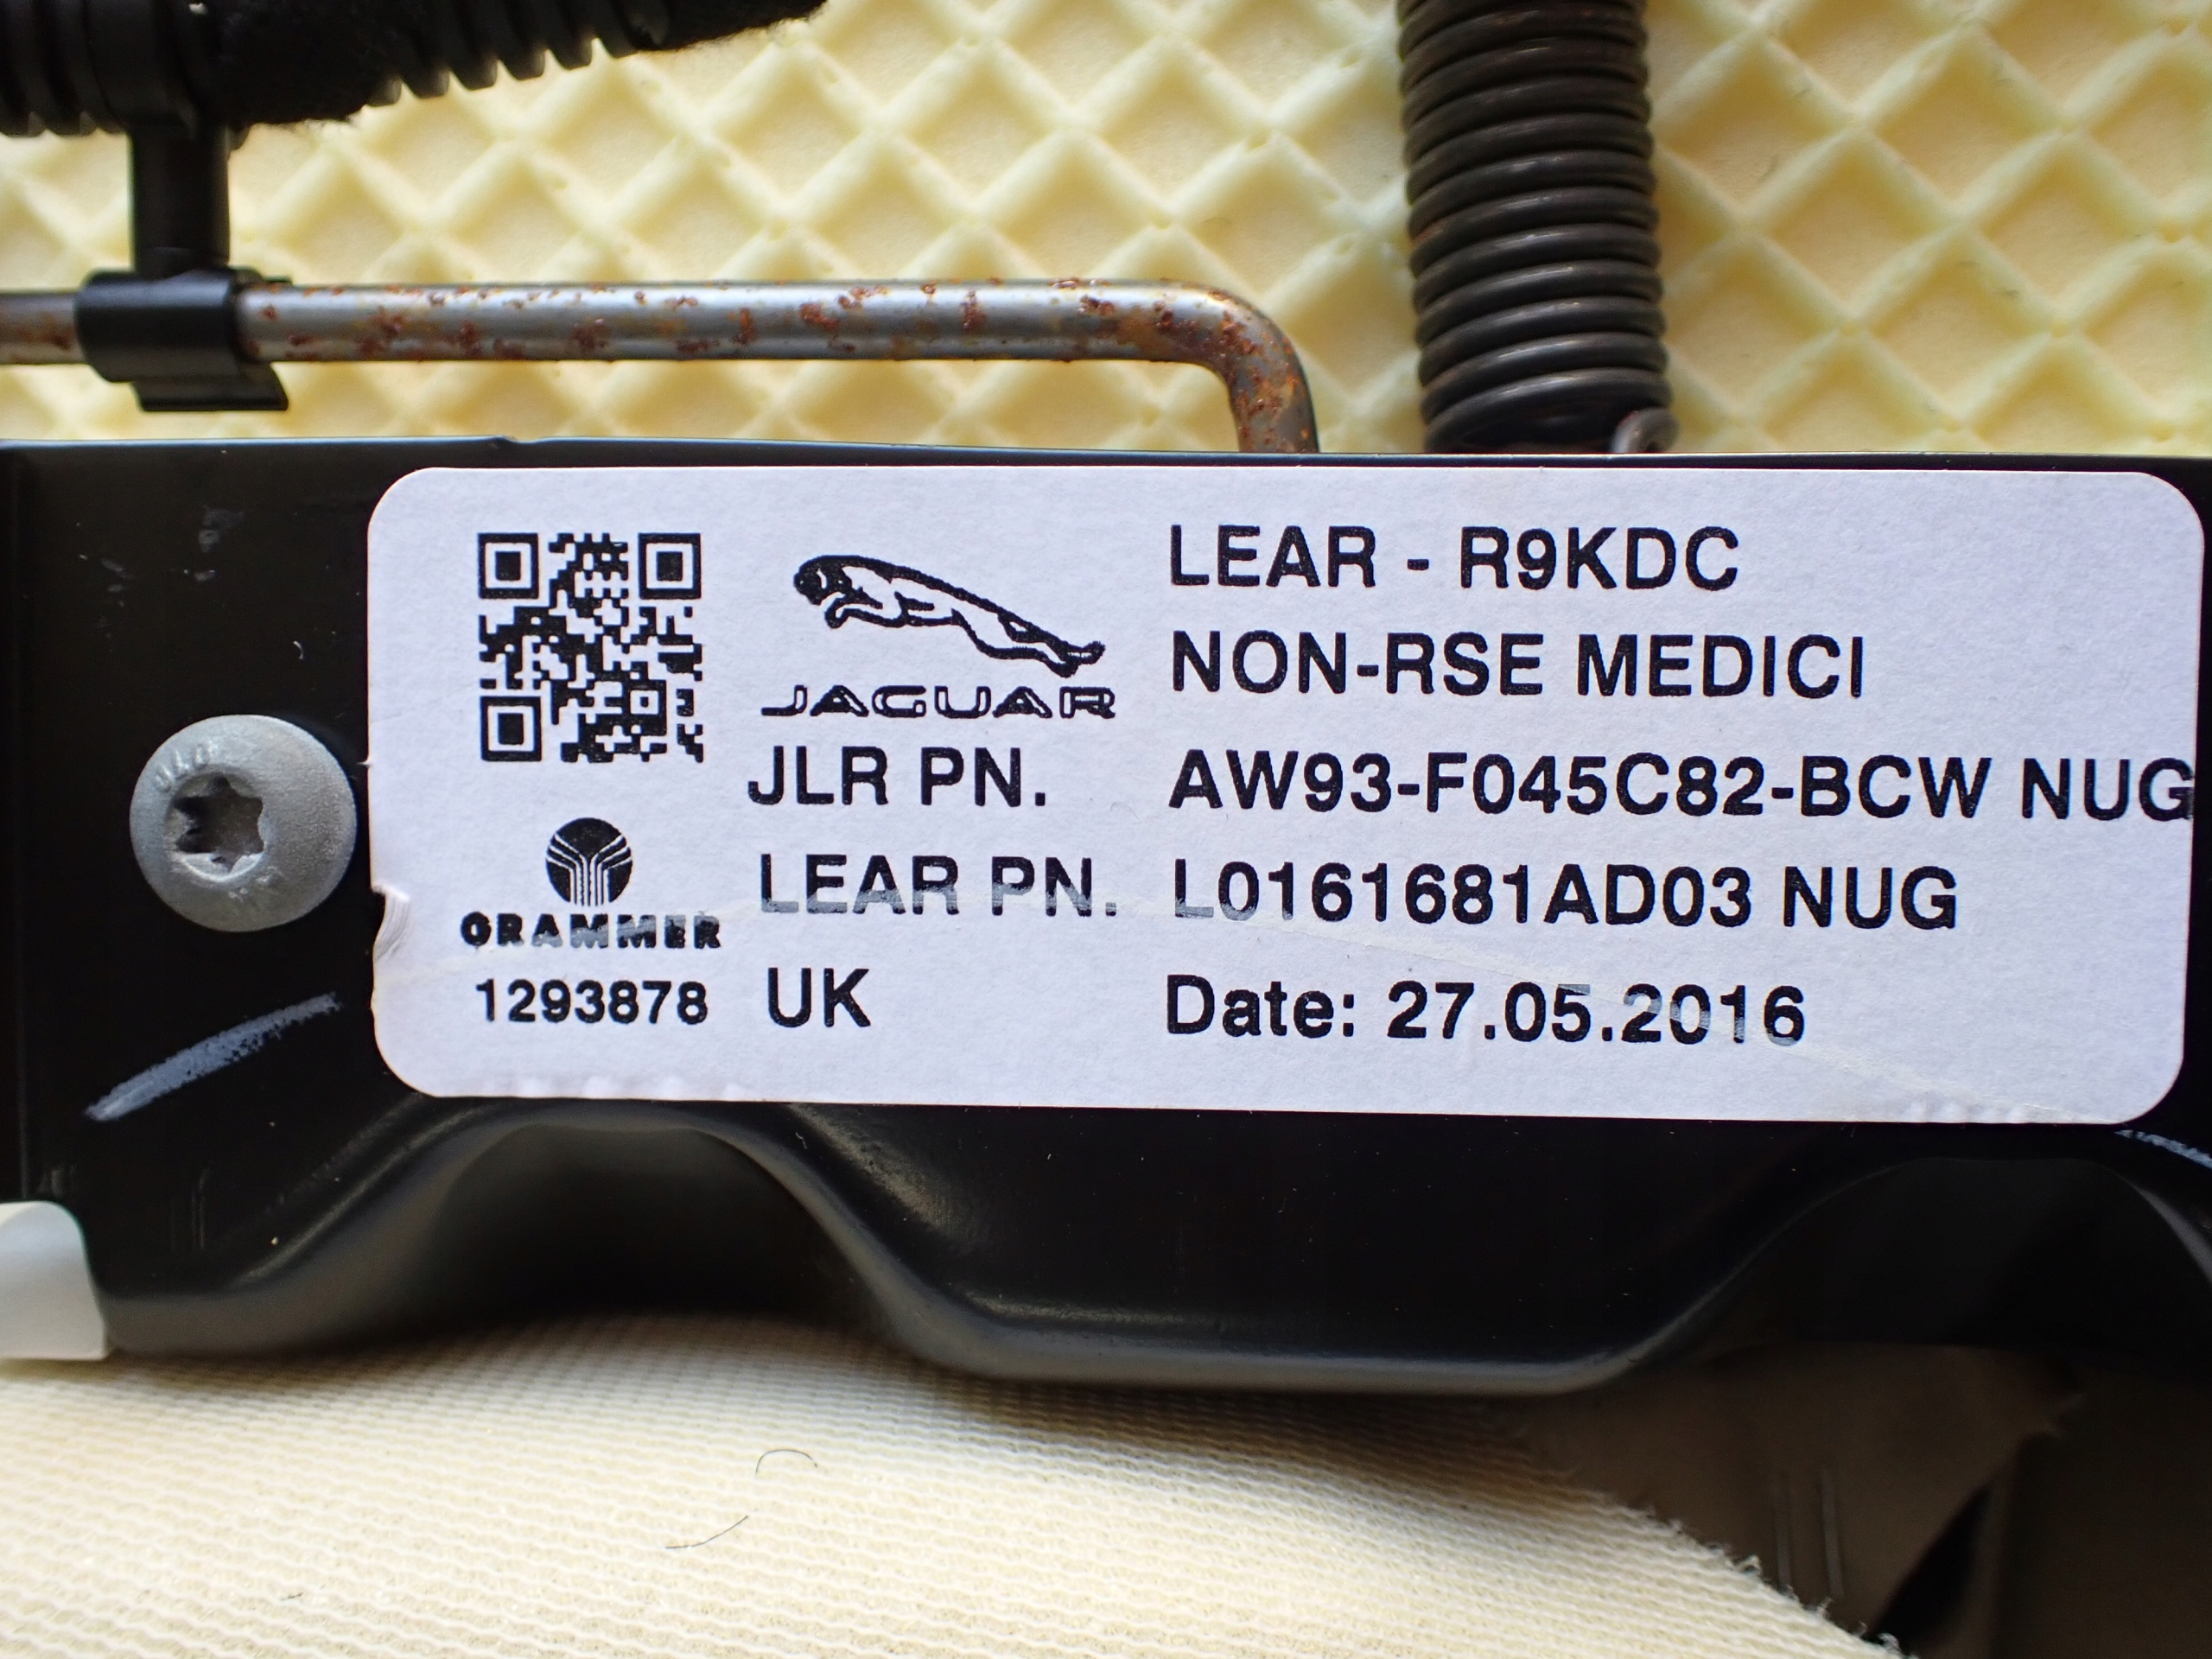 LEAR - R9KDC
NON-RSE MEDICI
JAGUAR
JLR PN. AW93-F045C82-BCW NUG
GRAMMER
LEAR PN. L0161681AD03 NUG
1293878 UK Date: 27.05.2016